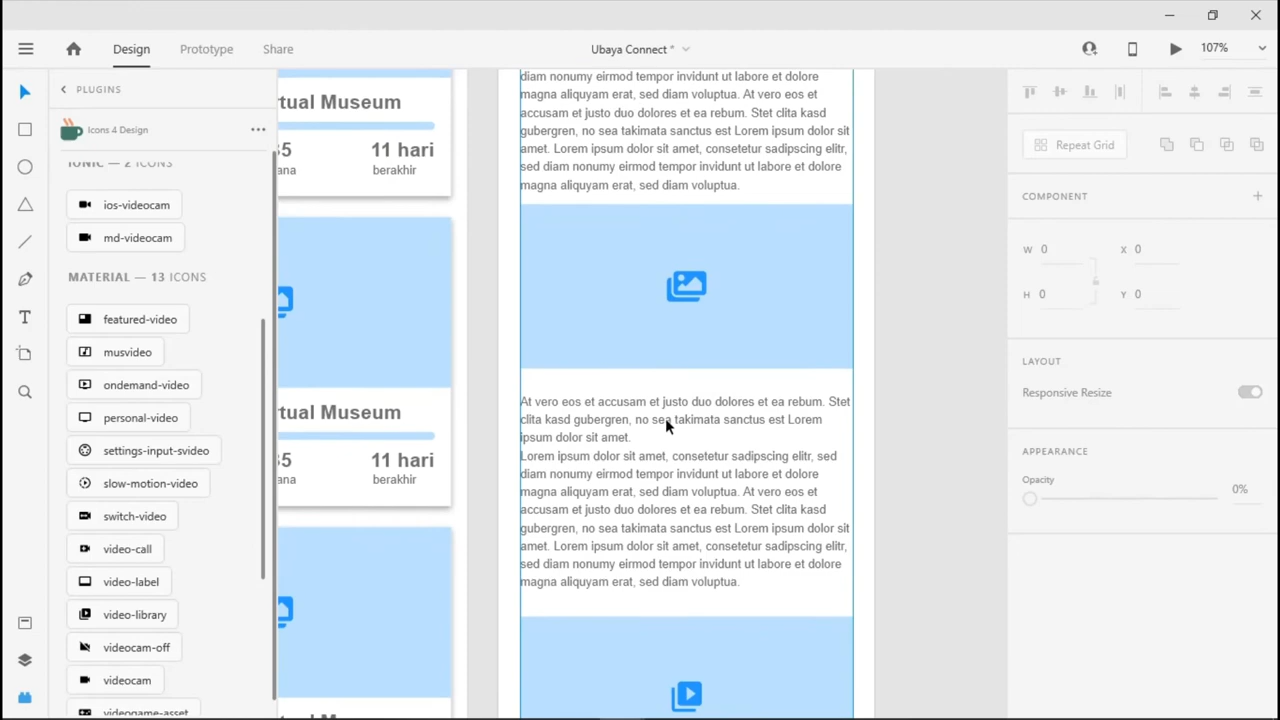 Design
Prototype
Share
Ubaya Connect *
107%
PLUGINS
Icons 4 Design
IONIC — 2 ICONS
ios-videocam
md-videocam
MATERIAL — 13 ICONS
featured-video
musvideo
ondemand-video
personal-video
settings-input-svideo
slow-motion-video
switch-video
video-call
video-label
video-library
videocam-off
videocam
videogame-asset
tual Museum
35
11 hari
ana
berakhir
tual Museum
35
11 hari
ana
berakhir
diam nonumy eirmod tempor invidunt ut labore et dolore
magna aliquyam erat, sed diam voluptua. At vero eos et
accusam et justo duo dolores et ea rebum. Stet clita kasd
gubergren, no sea takimata sanctus est Lorem ipsum dolor sit
amet. Lorem ipsum dolor sit amet, consetetur sadipscing elitr,
sed diam nonumy eirmod tempor invidunt ut labore et dolore
magna aliquyam erat, sed diam voluptua.
At vero eos et accusam et justo duo dolores et ea rebum. Stet
clita kasd gubergren, no sea takimata sanctus est Lorem
ipsum dolor sit amet.
Lorem ipsum dolor sit amet, consetetur sadipscing elitr, sed
diam nonumy eirmod tempor invidunt ut labore et dolore
magna aliquyam erat, sed diam voluptua. At vero eos et
accusam et justo duo dolores et ea rebum. Stet clita kasd
gubergren, no sea takimata sanctus est Lorem ipsum dolor sit
amet. Lorem ipsum dolor sit amet, consetetur sadipscing elitr,
sed diam nonumy eirmod tempor invidunt ut labore et dolore
magna aliquyam erat, sed diam voluptua.
Repeat Grid
COMPONENT
W 0
X 0
H 0
Y 0
LAYOUT
Responsive Resize
APPEARANCE
Opacity
0%